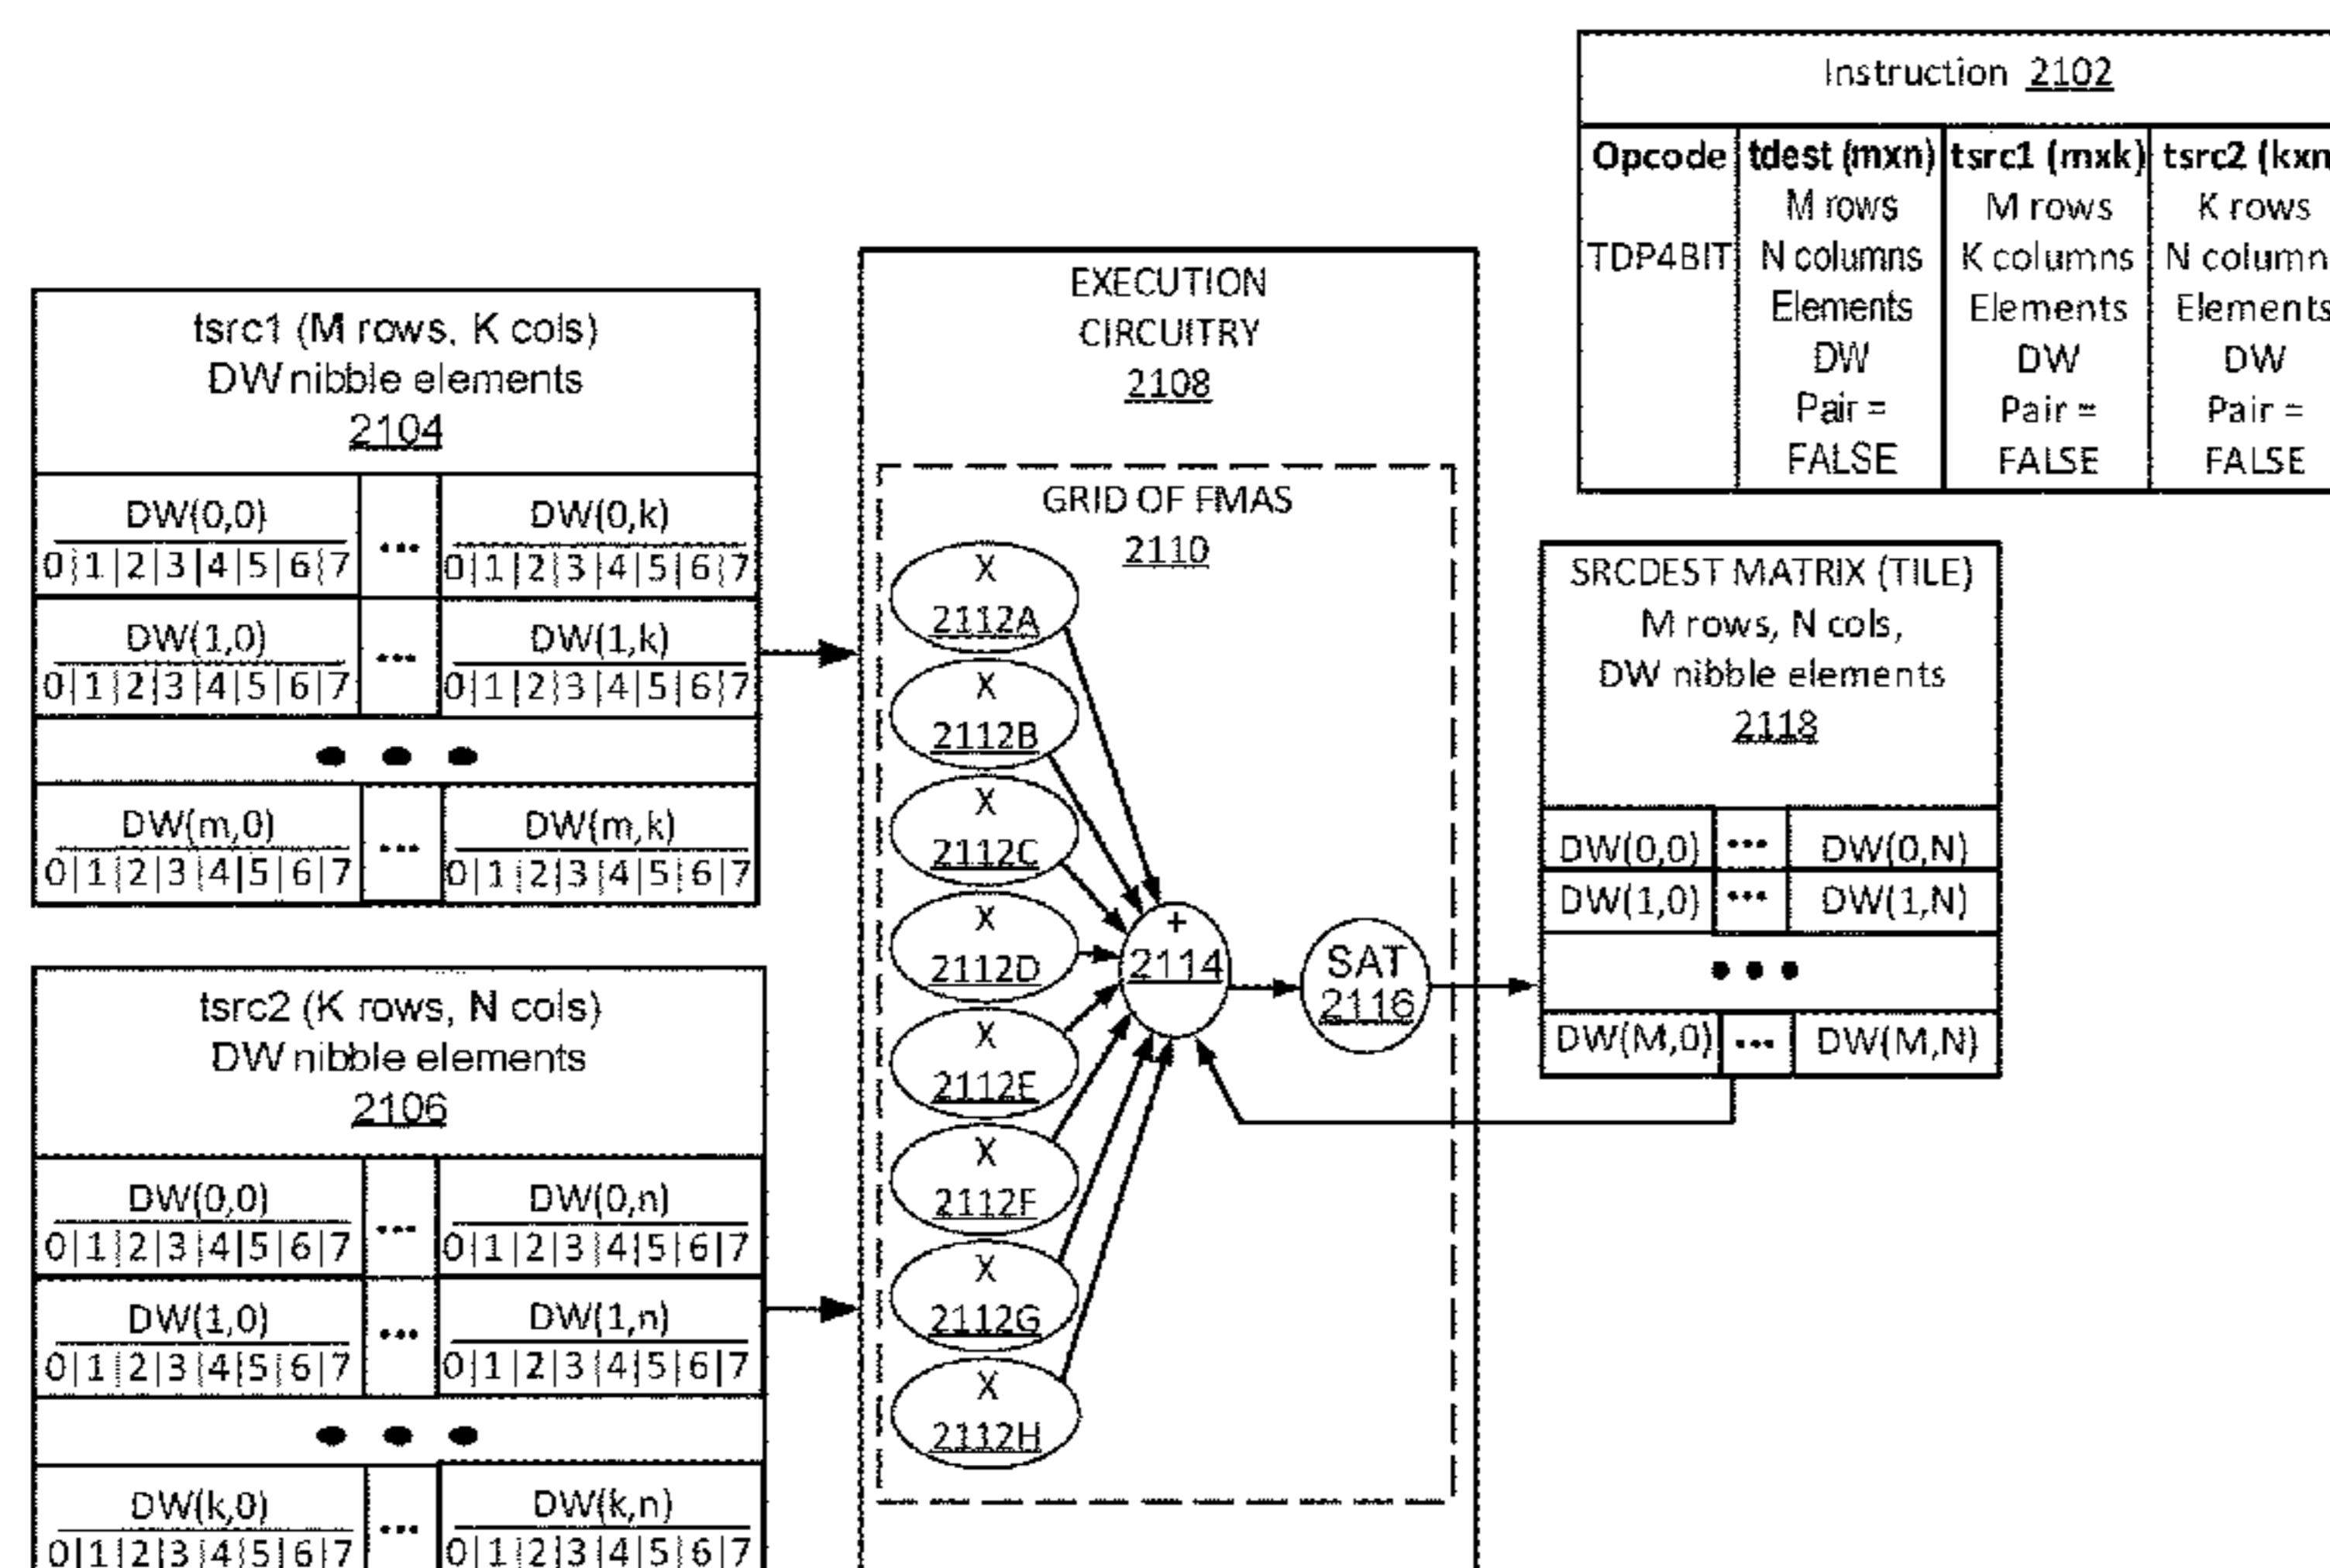 Instruction 2102
Opcode tdest (mxn) tsrc1 (mxk) tsrc2 (kxn
M rows M rows K rows
TDP4BIT N columns K columns N column
Elements Elements Elements
DW DW DW
Pair = Pair = Pair =
FALSE FALSE FALSE
tsrc1 (M rows, K cols)
DW nibble elements
2104
DW(0,0) ... DW(0,k)
0|1|2|3|4|5|6|7 0|1|2|3|4|5|6|7
DW(1,0) ... DW(1,k)
0|1|2|3|4|5|6|7 0|1|2|3|4|5|6|7
• • •
DW(m,0) ... DW(m,k)
0|1|2|3|4|5|6|7 0|1|2|3|4|5|6|7
tsrc2 (K rows, N cols)
DW nibble elements
2106
DW(0,0) ... DW(0,n)
0|1|2|3|4|5|6|7 0|1|2|3|4|5|6|7
DW(1,0) ... DW(1,n)
0|1|2|3|4|5|6|7 0|1|2|3|4|5|6|7
• • •
DW(k,0) ... DW(k,n)
0|1|2|3|4|5|6|7 0|1|2|3|4|5|6|7
EXECUTION
CIRCUITRY
2108
GRID OF FMAS
2110
X
2112A
X
2112B
X
2112C
X
2112D
X
2112E
X
2112F
X
2112G
X
2112H
+
2114
SAT
2116
SRCDEST MATRIX (TILE)
M rows, N cols,
DW nibble elements
2118
DW(0,0) ... DW(0,N)
DW(1,0) ... DW(1,N)
• • •
DW(M,0) ... DW(M,N)